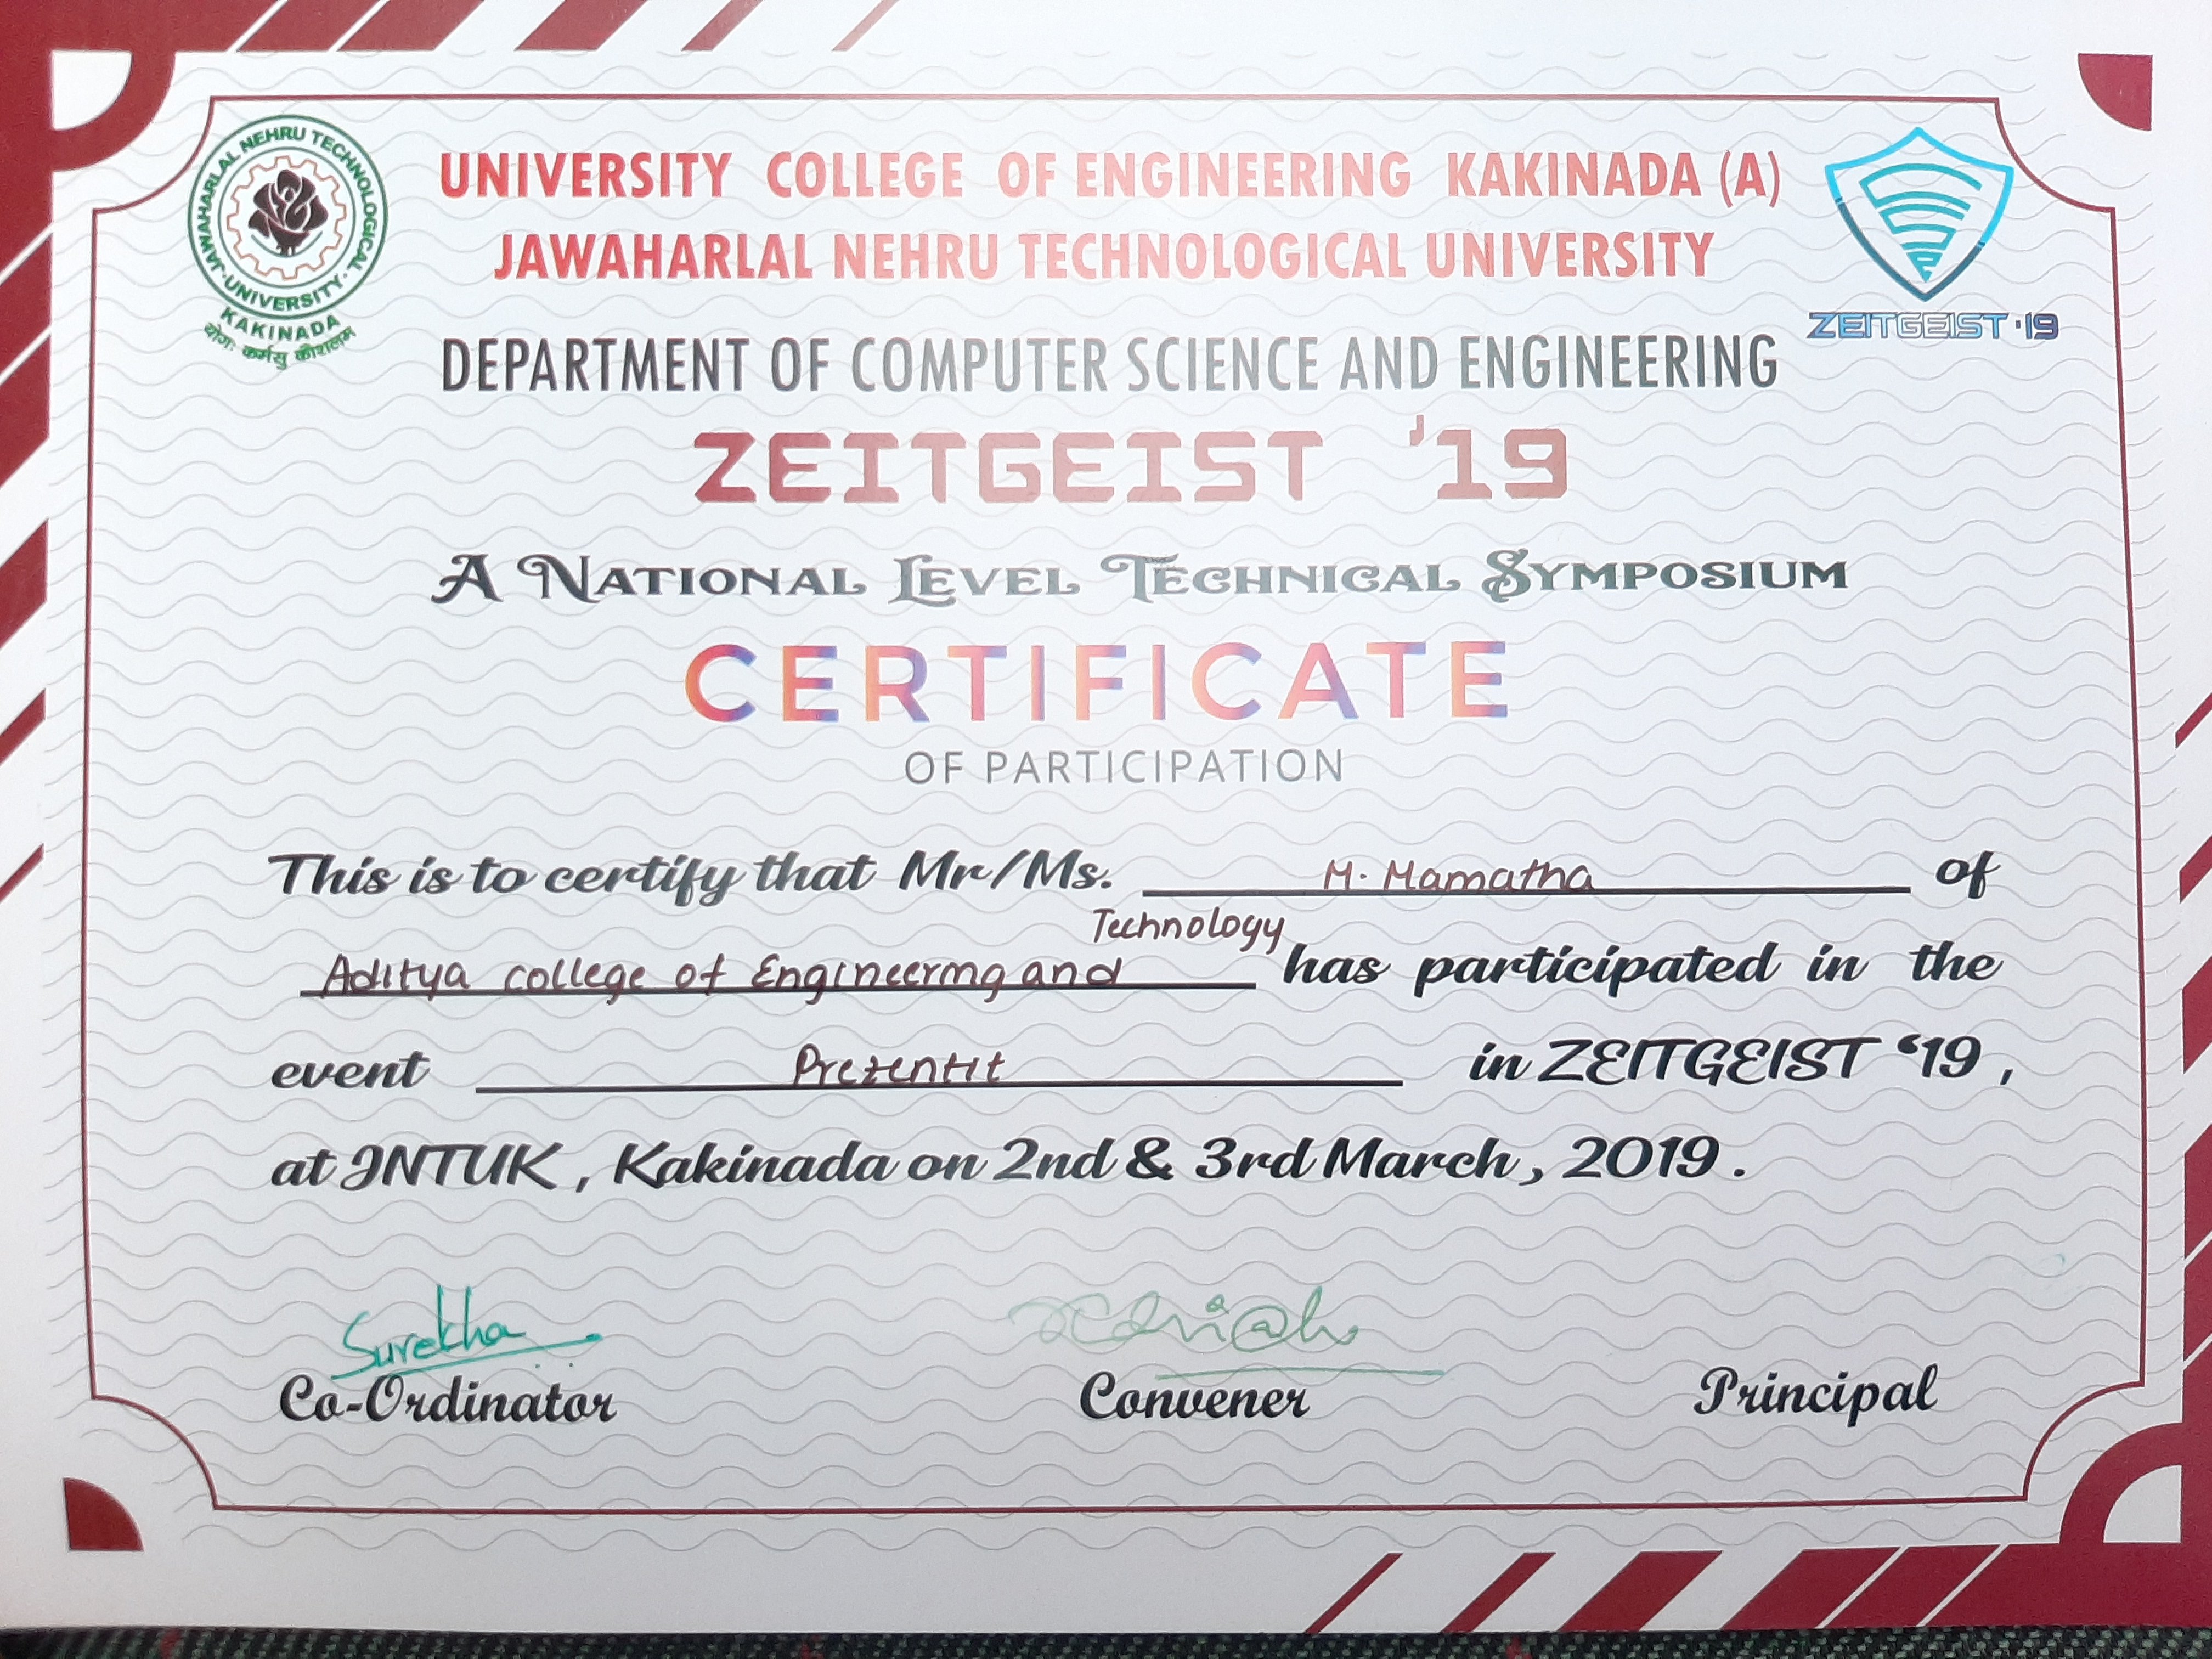 JAWAHARLAL NEHRU TECHNOLOGICAL
UNIVERSITY
KAKINADA
योगः कर्मसु कौशलम्
UNIVERSITY COLLEGE OF ENGINEERING KAKINADA (A)
JAWAHARLAL NEHRU TECHNOLOGICAL UNIVERSITY
ZEITGEIST '19
DEPARTMENT OF COMPUTER SCIENCE AND ENGINEERING
ZEITGEIST '19
A NATIONAL LEVEL TECHNICAL SYMPOSIUM
CERTIFICATE
OF PARTICIPATION
This is to certify that Mr/Ms. M. Mamatha of
Technology
Aditya college of Engineering and has participated in the
event Prezentit in ZEITGEIST ‘19 ,
at JNTUK , Kakinada on 2nd & 3rd March, 2019 .
Surekha
Co-Ordinator Convener Principal